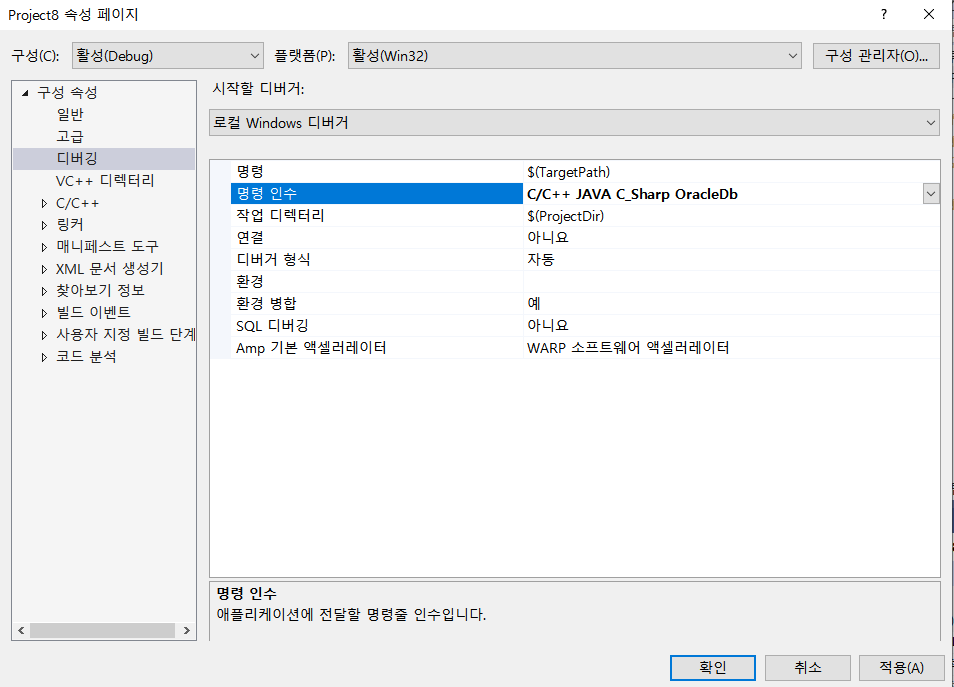 Project8 속성 페이지
?
구성(C): 활성(Debug) 플랫폼(P): 활성(Win32) 구성 관리자(O)...
구성 속성
일반
고급
디버깅
VC++ 디렉터리
C/C++
링커
매니페스트 도구
XML 문서 생성기
찾아보기 정보
빌드 이벤트
사용자 지정 빌드 단계
코드 분석
시작할 디버거:
로컬 Windows 디버거
명령 $(TargetPath)
명령 인수 C/C++ JAVA C_Sharp OracleDb
작업 디렉터리 $(ProjectDir)
연결 아니요
디버거 형식 자동
환경
환경 병합 예
SQL 디버깅 아니요
Amp 기본 액셀러레이터 WARP 소프트웨어 액셀러레이터
명령 인수
애플리케이션에 전달할 명령줄 인수입니다.
확인 취소 적용(A)